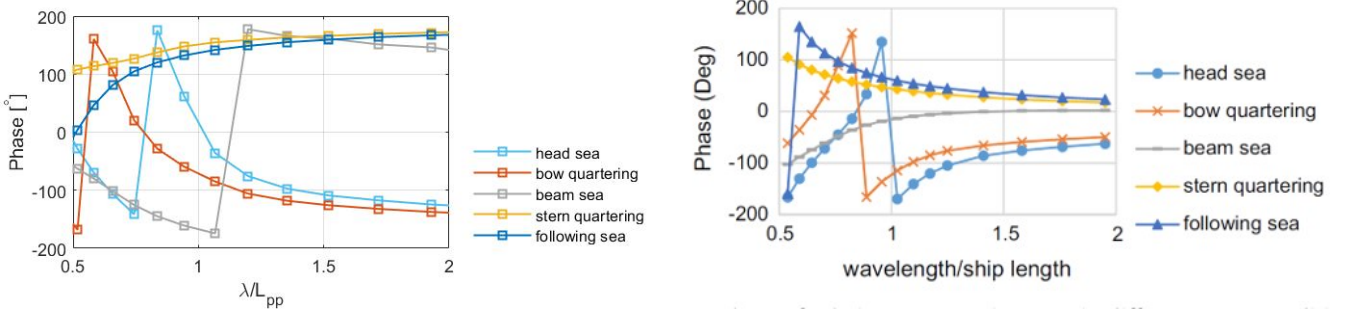 200
100
0
-100
-200
Phase [°]
0.5
1
1.5
2
λ/Lpp
head sea
bow quartering
beam sea
stern quartering
following sea
200
100
0
-100
-200
Phase (Deg)
0.5
1
1.5
2
wavelength/ship length
head sea
bow quartering
beam sea
stern quartering
following sea